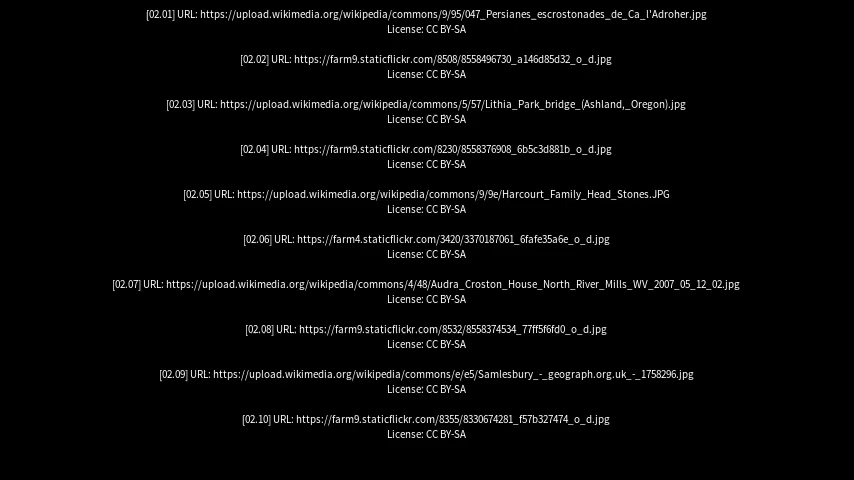 [02.01] URL: https://upload.wikimedia.org/wikipedia/commons/9/95/047_Persianes_escrostonades_de_Ca_l'Adroher.jpg
License: CC BY-SA
[02.02] URL: https://farm9.staticflickr.com/8508/8558496730_a146d85d32_o_d.jpg
License: CC BY-SA
[02.03] URL: https://upload.wikimedia.org/wikipedia/commons/5/57/Lithia_Park_bridge_(Ashland,_Oregon).jpg
License: CC BY-SA
[02.04] URL: https://farm9.staticflickr.com/8230/8558376908_6b5c3d881b_o_d.jpg
License: CC BY-SA
[02.05] URL: https://upload.wikimedia.org/wikipedia/commons/9/9e/Harcourt_Family_Head_Stones.JPG
License: CC BY-SA
[02.06] URL: https://farm4.staticflickr.com/3420/3370187061_6fafe35a6e_o_d.jpg
License: CC BY-SA
[02.07] URL: https://upload.wikimedia.org/wikipedia/commons/4/48/Audra_Croston_House_North_River_Mills_WV_2007_05_12_02.jpg
License: CC BY-SA
[02.08] URL: https://farm9.staticflickr.com/8532/8558374534_77ff5f6fd0_o_d.jpg
License: CC BY-SA
[02.09] URL: https://upload.wikimedia.org/wikipedia/commons/e/e5/Samlesbury_-_geograph.org.uk_-_1758296.jpg
License: CC BY-SA
[02.10] URL: https://farm9.staticflickr.com/8355/8330674281_f57b327474_o_d.jpg
License: CC BY-SA